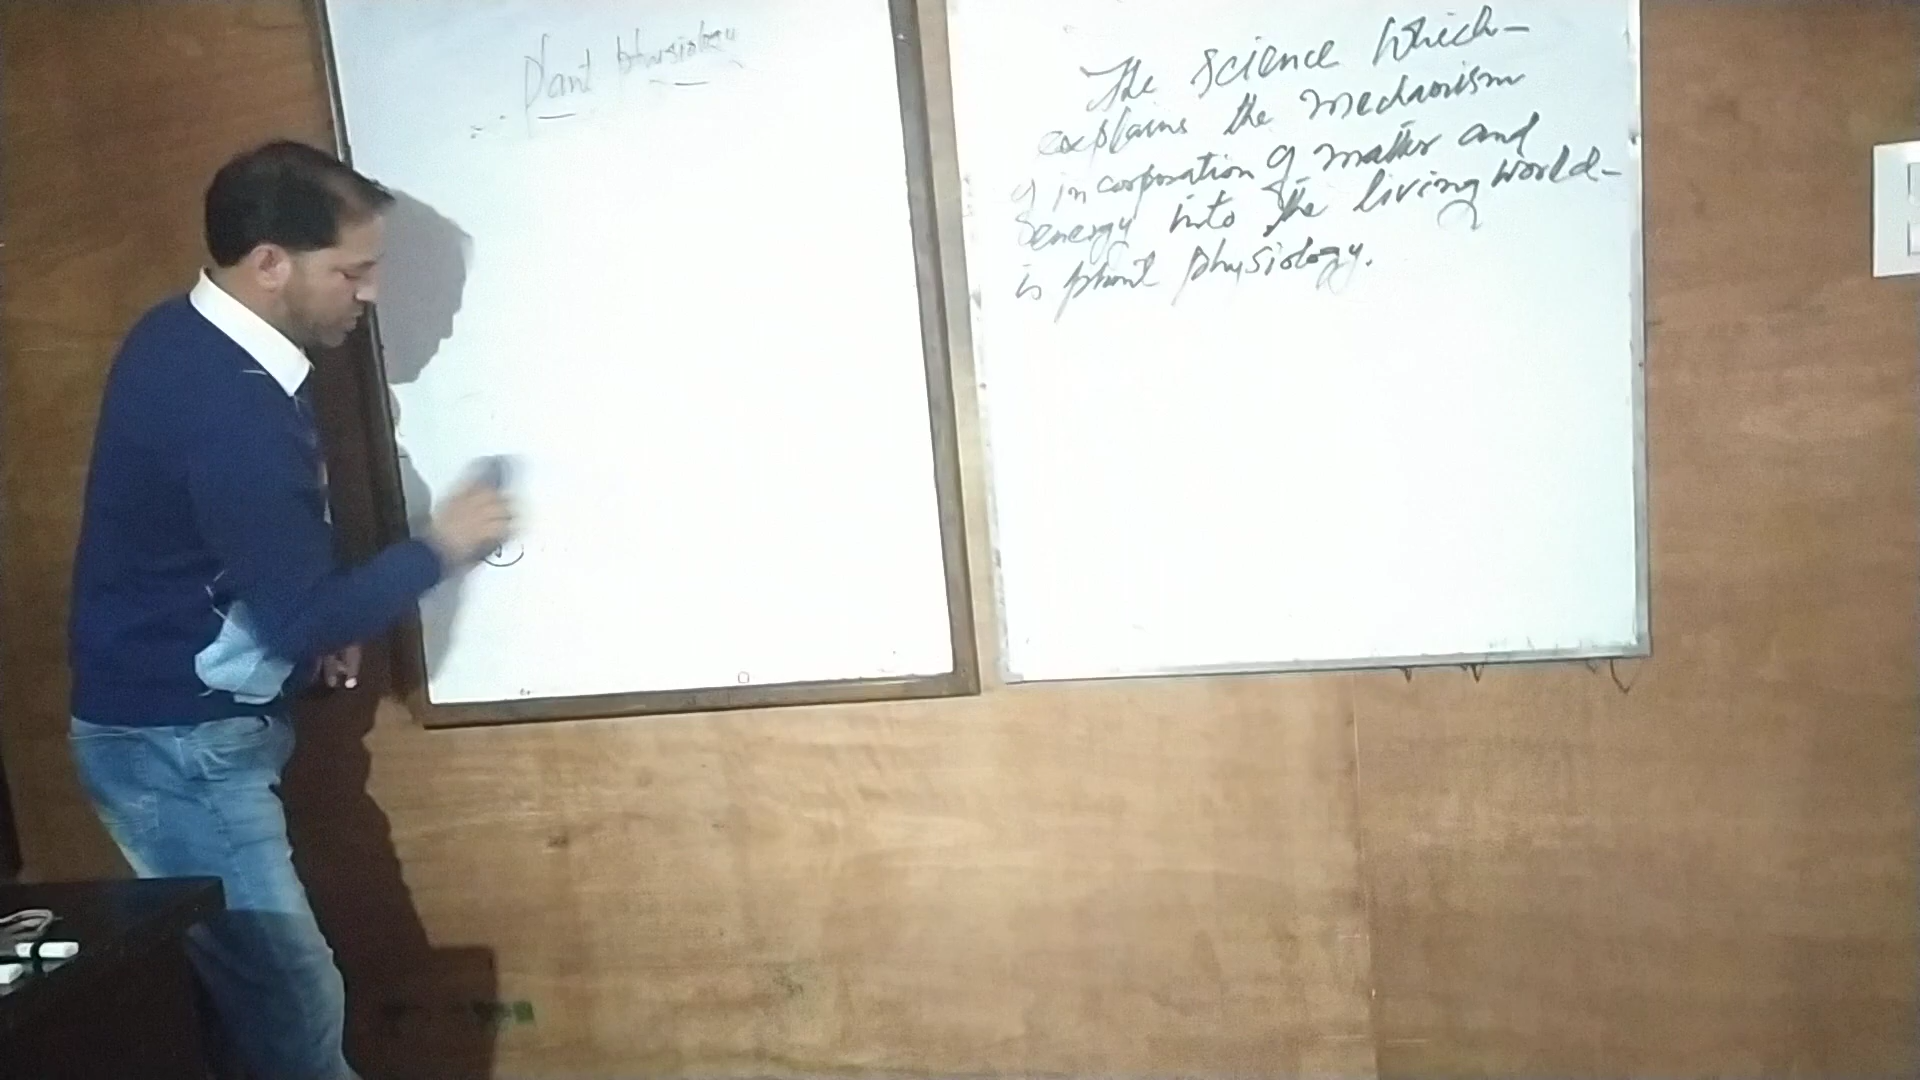 Plant physiology
The Science Which
explains the mechanism
of incorporation of matter and
energy into the living World
is plant physiology.